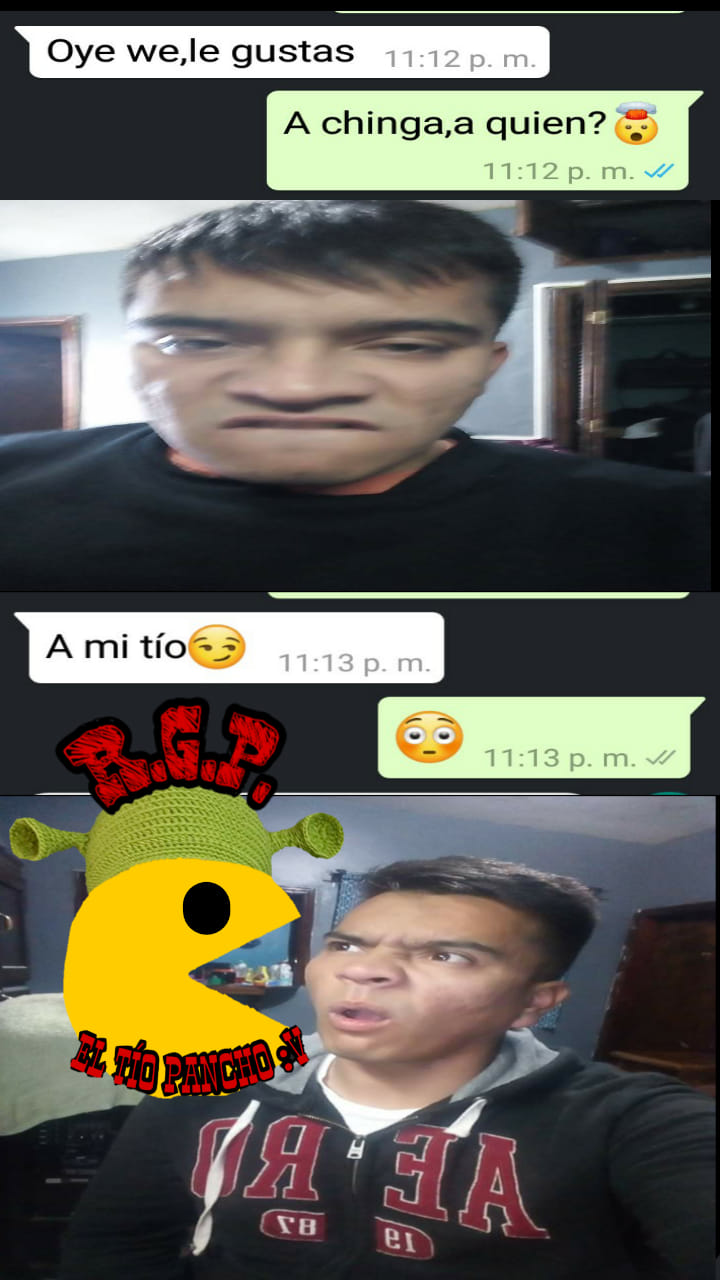 Oye we,le gustas 11:12 p. m.
A chinga,a quien?🤯
11:12 p. m.
A mi tío😏 11:13 p. m.
😳 11:13 p. m.
R.G.P.
EL TÍO PANCHO :V
AERO
19 87